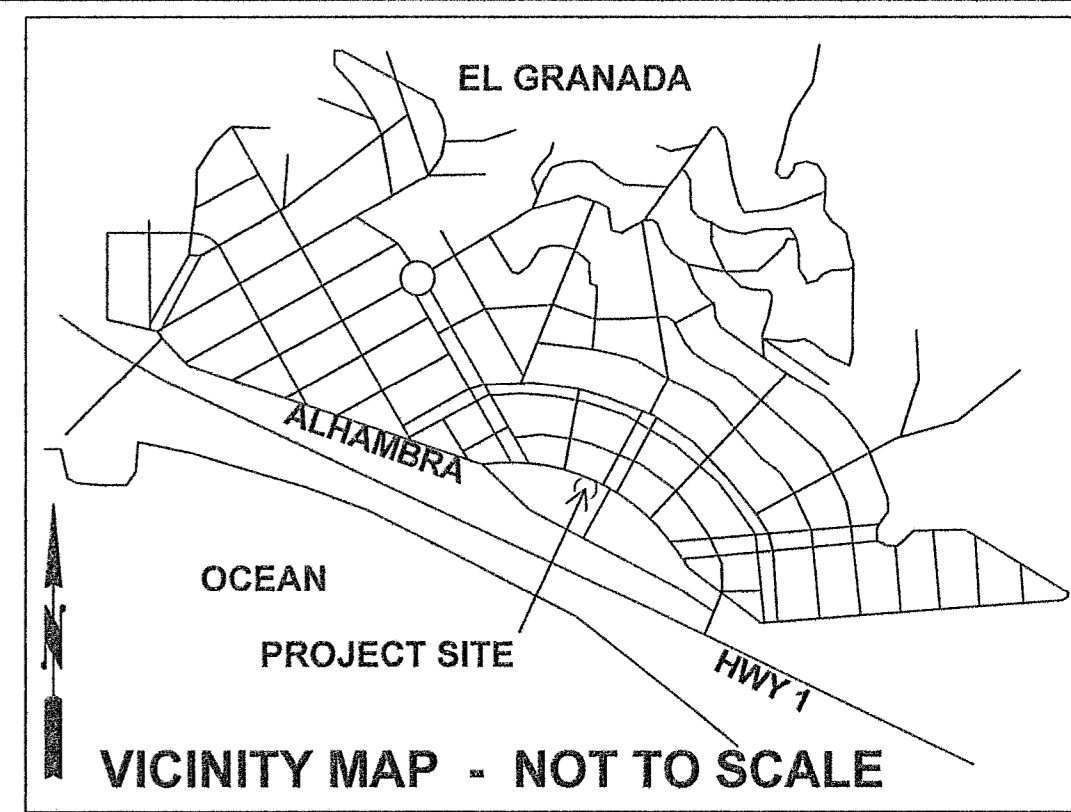 EL GRANADA
ALHAMBRA
OCEAN
N
PROJECT SITE
HWY 1
VICINITY MAP - NOT TO SCALE